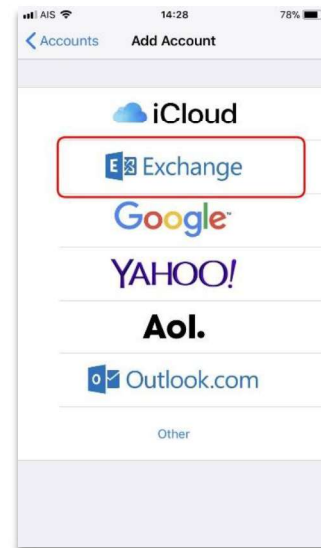 AIS 14:28 78%
Accounts Add Account
iCloud
E Exchange
Google
YAHOO!
Aol.
o Outlook.com
Other